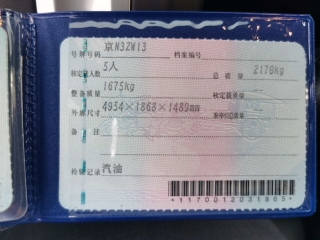 号牌号码 京N3ZW13 档案编号
核定载人数 5人 总质量 2170kg
整备质量 1675kg 核定载质量
外廓尺寸 4954×1868×1489mm 准牵引总质量
备注
检验记录 汽油
*1170012031865*